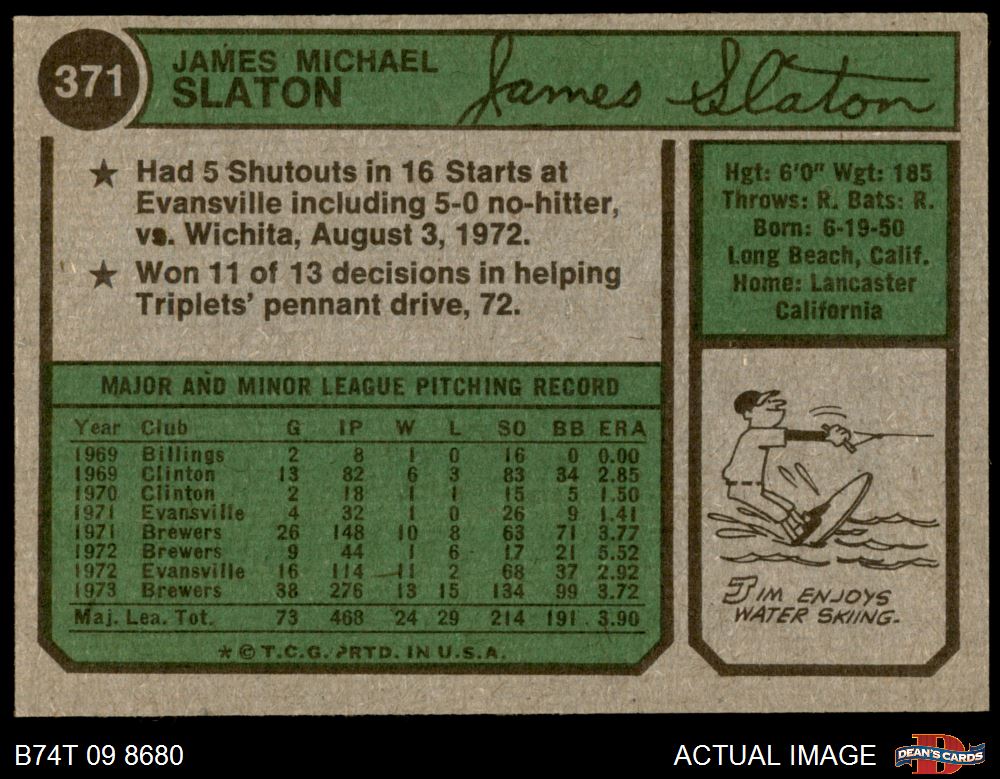 371
JAMES MICHAEL
SLATON
James Slaton
★ Had 5 Shutouts in 16 Starts at
Evansville including 5-0 no-hitter,
vs. Wichita, August 3, 1972.
★ Won 11 of 13 decisions in helping
Triplets' pennant drive, 72.
Hgt: 6'0" Wgt: 185
Throws: R. Bats: R.
Born: 6-19-50
Long Beach, Calif.
Home: Lancaster
California
MAJOR AND MINOR LEAGUE PITCHING RECORD
Year Club G IP W L SO BB ERA
1969 Billings 2 8 1 0 16 0 0.00
1969 Clinton 13 82 6 3 83 34 2.85
1970 Clinton 2 18 1 1 15 5 1.50
1971 Evansville 4 32 1 0 26 9 1.41
1971 Brewers 26 148 10 8 63 71 3.77
1972 Brewers 9 44 1 6 17 21 5.52
1972 Evansville 16 114 11 2 68 37 2.92
1973 Brewers 38 276 13 15 134 99 3.72
Maj. Lea. Tot. 73 468 24 29 214 191 3.90
* © T.C.G. PRTD. IN U.S.A.
JIM ENJOYS
WATER SKIING.
B74T 09 8680
ACTUAL IMAGE
D
DEAN'S CARDS